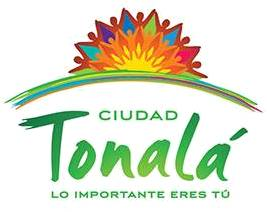 CIUDAD
Tonalá
LO IMPORTANTE ERES TÚ